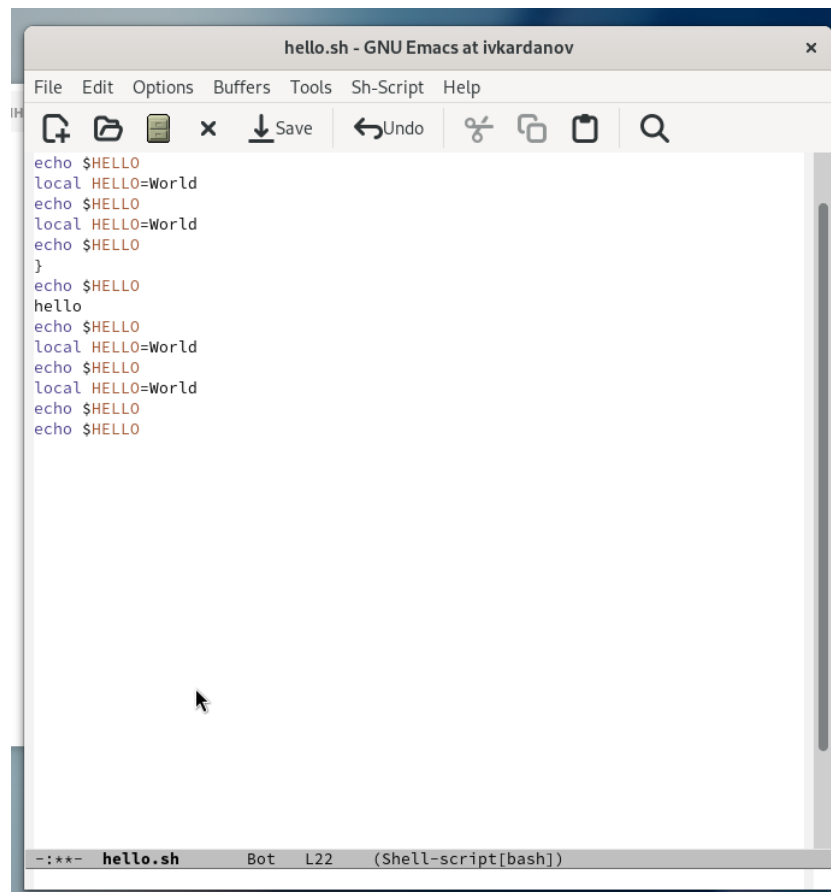 hello.sh - GNU Emacs at ivkardanov
File Edit Options Buffers Tools Sh-Script Help
Save Undo
echo $HELLO
local HELLO=World
echo $HELLO
local HELLO=World
echo $HELLO
}
echo $HELLO
hello
echo $HELLO
local HELLO=World
echo $HELLO
local HELLO=World
echo $HELLO
echo $HELLO
-:**- hello.sh Bot L22 (Shell-script[bash])